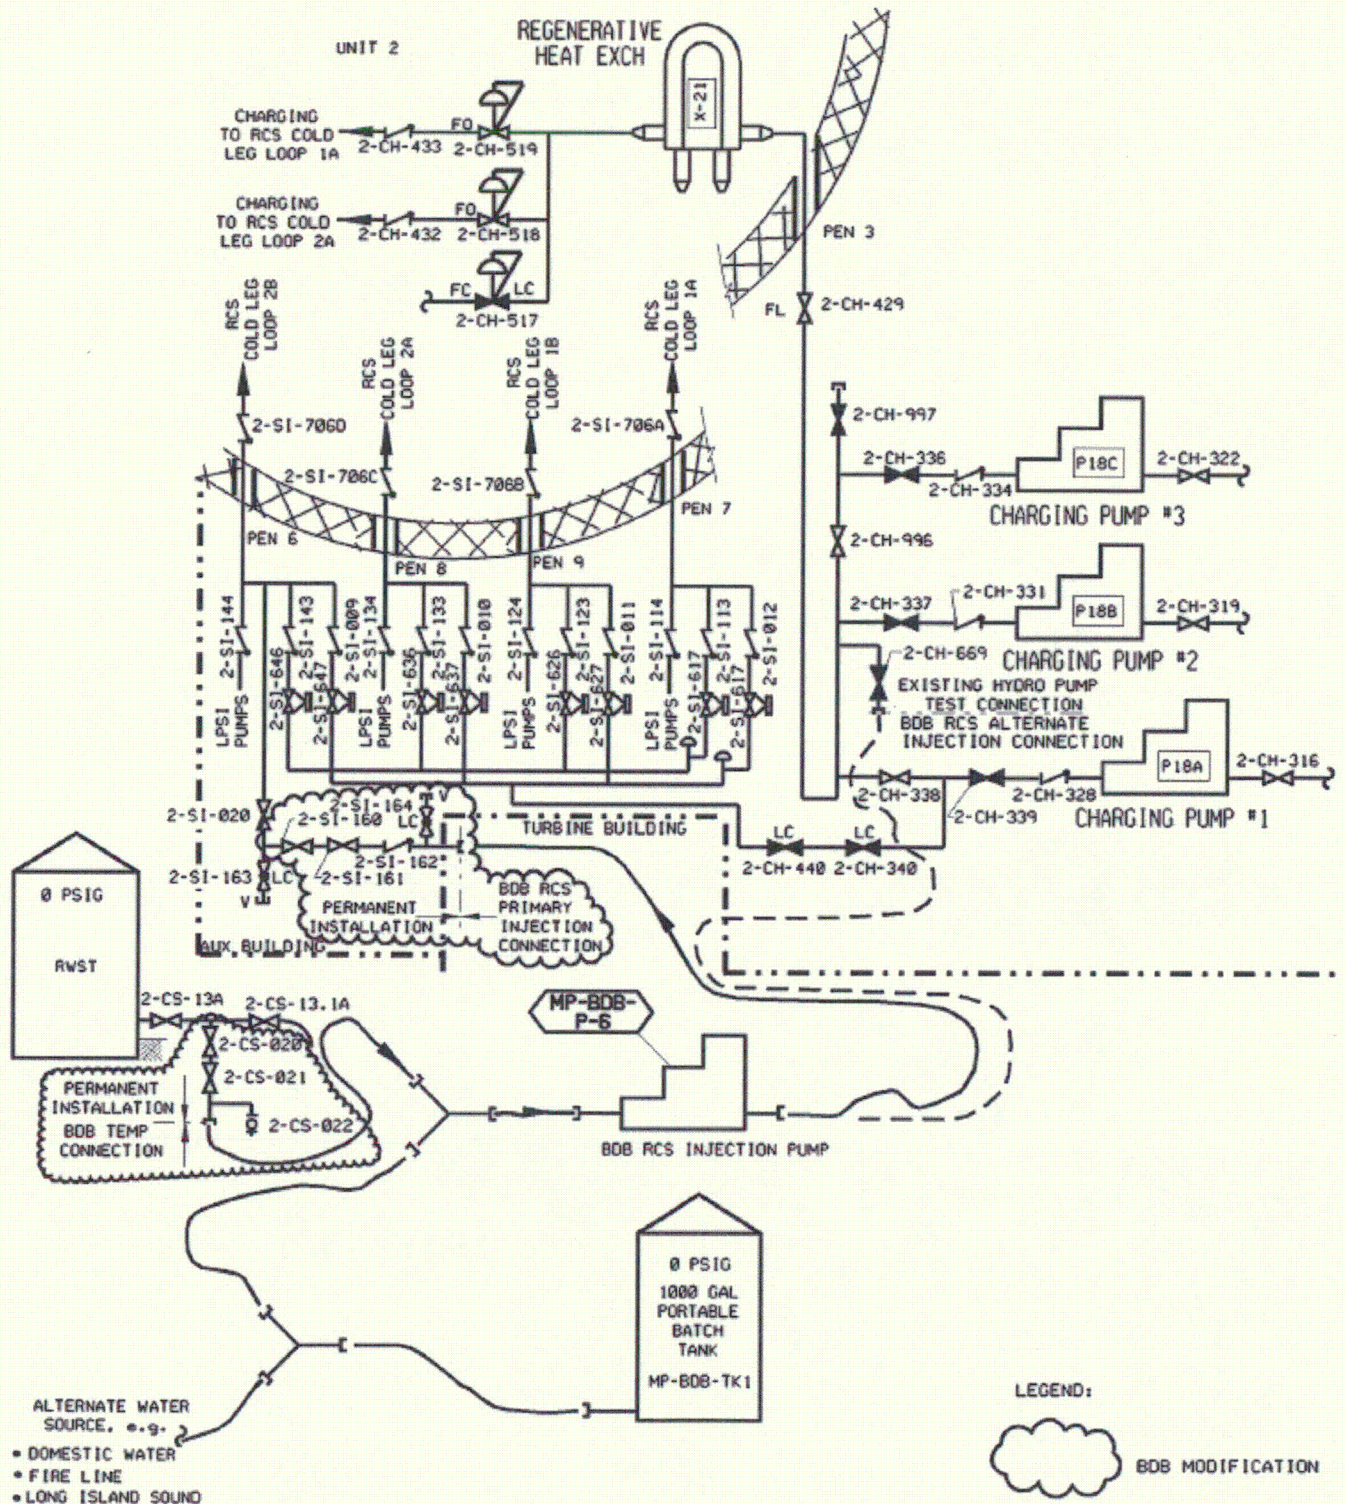 UNIT 2
REGENERATIVE
HEAT EXCH
X-21
CHARGING
TO RCS COLD
LEG LOOP 1A
2-CH-433
FO
2-CH-519
CHARGING
TO RCS COLD
LEG LOOP 2A
2-CH-432
FO
2-CH-518
FC
LC
2-CH-517
PEN 3
FL
2-CH-429
RCS
COLD LEG
LOOP 2B
RCS
COLD LEG
LOOP 2A
RCS
COLD LEG
LOOP 1B
RCS
COLD LEG
LOOP 1A
2-SI-706D
2-SI-706C
2-SI-706B
2-SI-706A
PEN 6
PEN 8
PEN 9
PEN 7
2-CH-997
2-CH-336
2-CH-334
P18C
2-CH-322
CHARGING PUMP #3
2-CH-996
2-CH-337
2-CH-331
P18B
2-CH-319
CHARGING PUMP #2
2-CH-669
EXISTING HYDRO PUMP
TEST CONNECTION
BDB RCS ALTERNATE
INJECTION CONNECTION
P18A
2-CH-316
2-CH-338
2-CH-339
2-CH-328
CHARGING PUMP #1
LC
LC
2-CH-440
2-CH-340
LPSI
PUMPS
2-SI-144
2-SI-646
2-SI-143
2-SI-647
2-SI-009
LPSI
PUMPS
2-SI-134
2-SI-636
2-SI-133
2-SI-637
2-SI-010
LPSI
PUMPS
2-SI-124
2-SI-626
2-SI-123
2-SI-627
2-SI-011
LPSI
PUMPS
2-SI-114
2-SI-617
2-SI-113
2-SI-617
2-SI-012
2-SI-020
2-SI-164
V
LC
2-SI-160
2-SI-162
2-SI-161
2-SI-163
LC
V
TURBINE BUILDING
PERMANENT
INSTALLATION
BDB RCS
PRIMARY
INJECTION
CONNECTION
AUX BUILDING
0 PSIG
RWST
2-CS-13A
2-CS-13.1A
2-CS-020
2-CS-021
2-CS-022
PERMANENT
INSTALLATION
BDB TEMP
CONNECTION
MP-BDB-
P-6
BDB RCS INJECTION PUMP
0 PSIG
1000 GAL
PORTABLE
BATCH
TANK
MP-BDB-TK1
ALTERNATE WATER
SOURCE, e.g.
• DOMESTIC WATER
• FIRE LINE
• LONG ISLAND SOUND
LEGEND:
BDB MODIFICATION